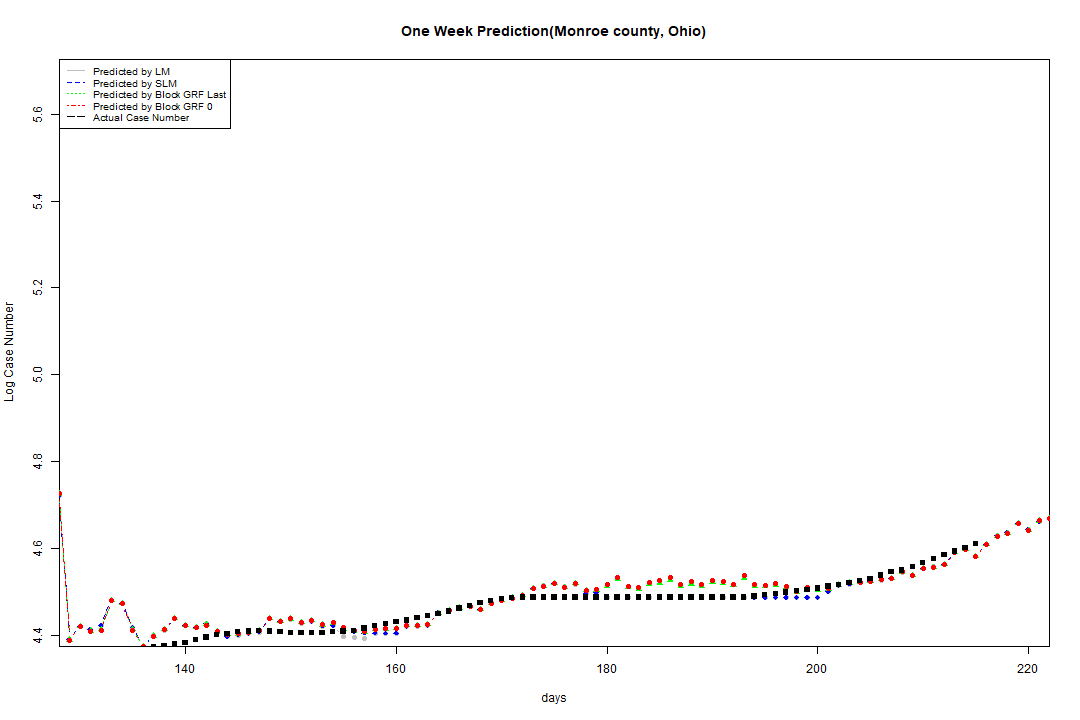 One Week Prediction(Monroe county, Ohio)
Predicted by LM
Predicted by SLM
Predicted by Block GRF Last
Predicted by Block GRF 0
Actual Case Number
5.6
5.4
5.2
5.0
4.8
4.6
4.4
Log Case Number
140 160 180 200 220
days